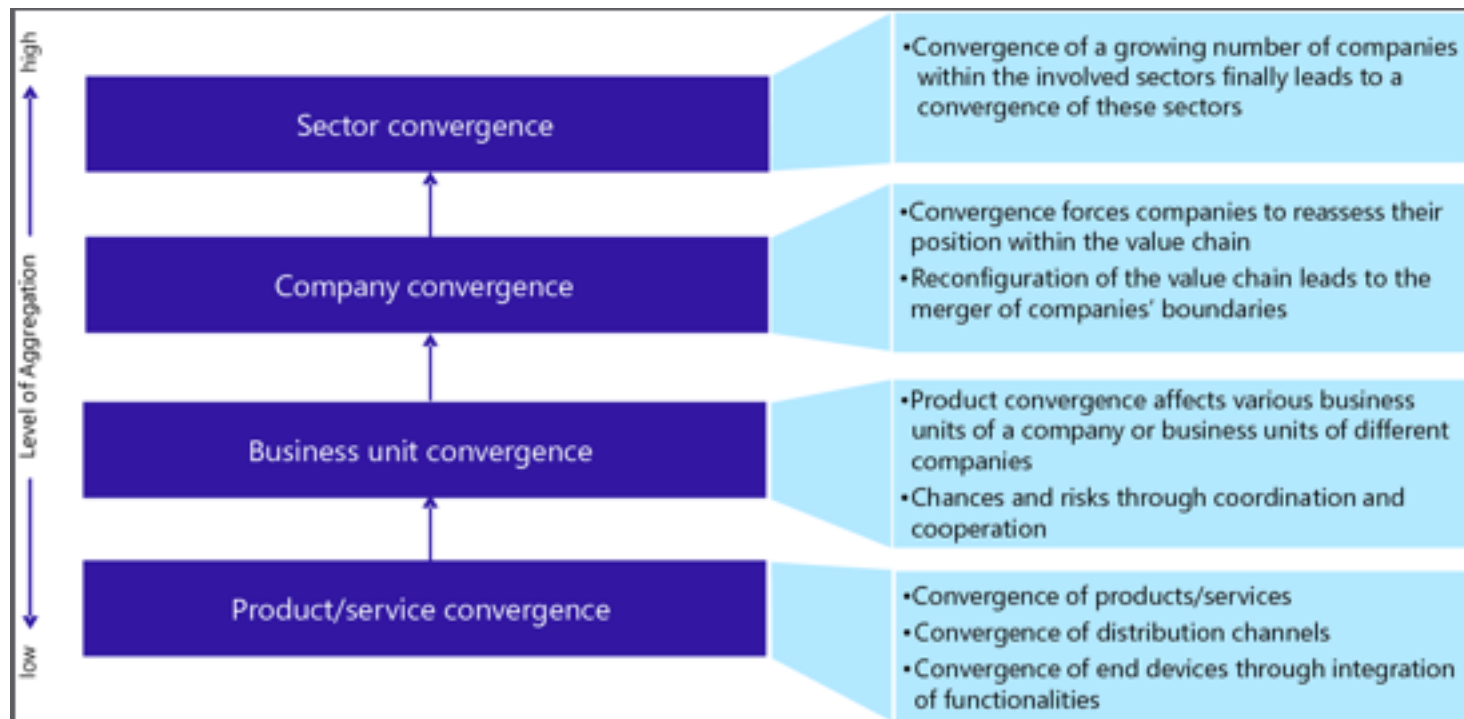 high
Level of Aggregation
low
Sector convergence
•Convergence of a growing number of companies
within the involved sectors finally leads to a
convergence of these sectors
Company convergence
•Convergence forces companies to reassess their
position within the value chain
•Reconfiguration of the value chain leads to the
merger of companies’ boundaries
Business unit convergence
•Product convergence affects various business
units of a company or business units of different
companies
•Chances and risks through coordination and
cooperation
Product/service convergence
•Convergence of products/services
•Convergence of distribution channels
•Convergence of end devices through integration
of functionalities